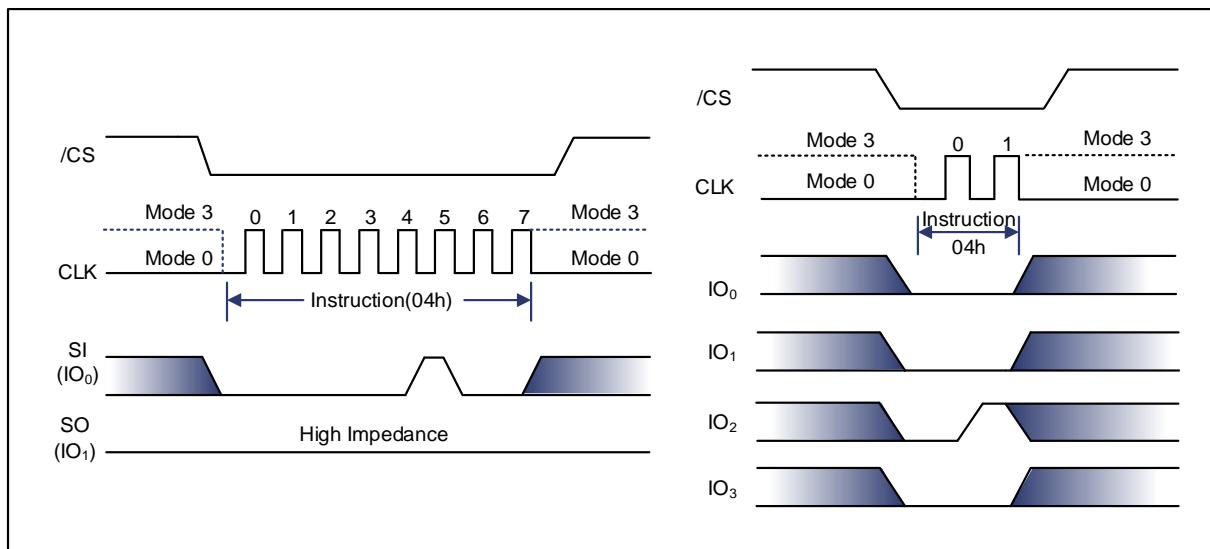 /CS
Mode 3 0 1 2 3 4 5 6 7 Mode 3
Mode 0 Mode 0
CLK
Instruction(04h)
SI
(IO₀)
SO
(IO₁)
High Impedance
/CS
Mode 3 0 1 Mode 3
CLK Mode 0 Mode 0
Instruction
04h
IO₀
IO₁
IO₂
IO₃